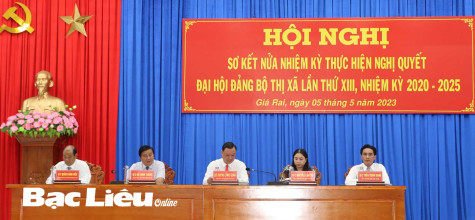 HỘI NGHỊ
SƠ KẾT NỬA NHIỆM KỲ THỰC HIỆN NGHỊ QUYẾT
ĐẠI HỘI ĐẢNG BỘ THỊ XÃ LẦN THỨ XIII, NHIỆM KỲ 2020 - 2025
Giá Rai, ngày 05 tháng 5 năm 2023
Bạc Liêu Online